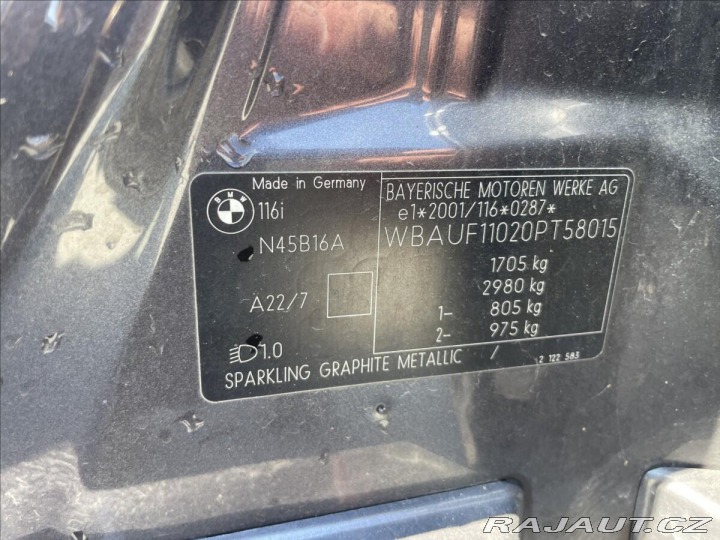 BMW
Made in Germany
116i
N45B16A
A22/7
1.0
SPARKLING GRAPHITE METALLIC /
BAYERISCHE MOTOREN WERKE AG
e1*2001/116*0287*
WBAUF11020PT58015
1705 kg
2980 kg
1- 805 kg
2- 975 kg
2 122 583
RAJAUT.CZ